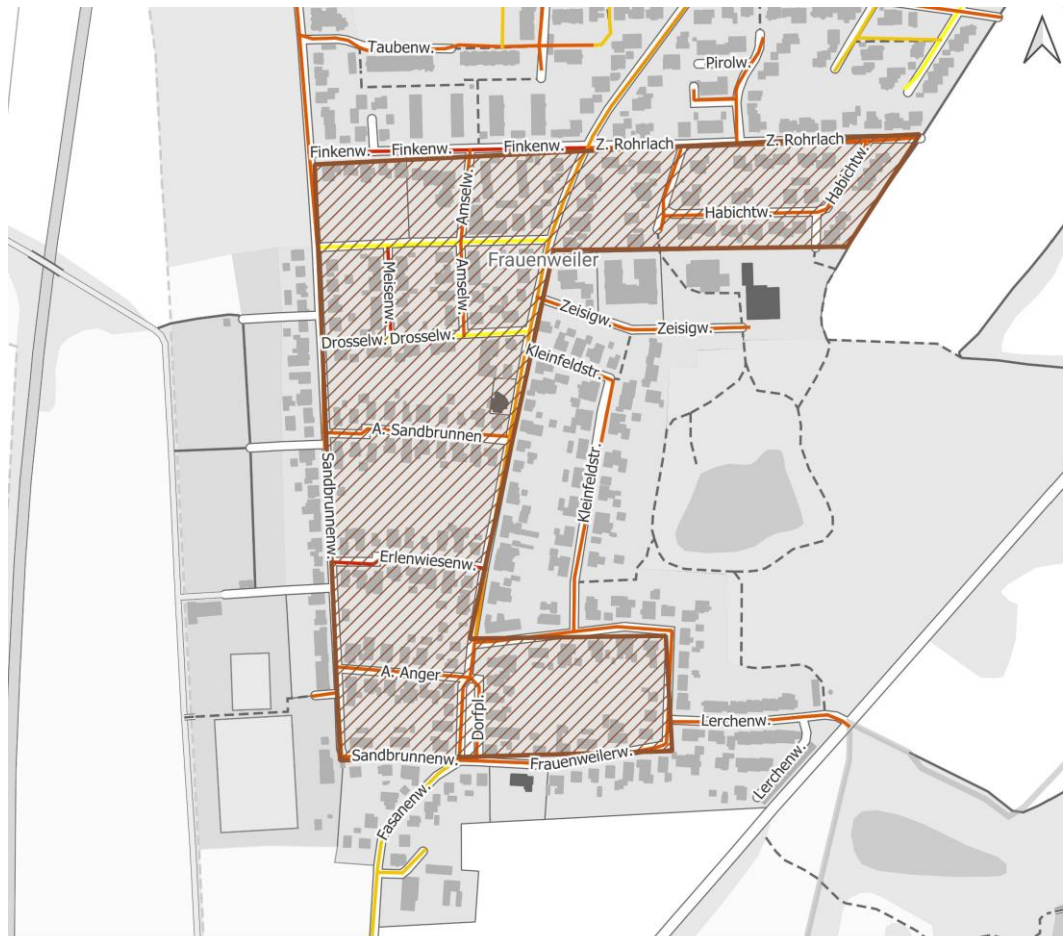 Taubenw.
Pirolw.
Finkenw.
Finkenw.
Finkenw.
Z. Rohrlach
Z. Rohrlach
Amselw.
Habichtw.
Habichtw.
Frauenweiler
Meisenw.
Amselw.
Zeisigw.
Zeisigw.
Drosselw.
Drosselw.
Kleinfeldstr.
A. Sandbrunnen
Sandbrunnenw.
Kleinfeldstr.
Erlenwiesenw.
A. Anger
Dorfpl.
Lerchenw.
Sandbrunnenw.
Frauenweilerw.
Lerchenw.
Fasanenw.